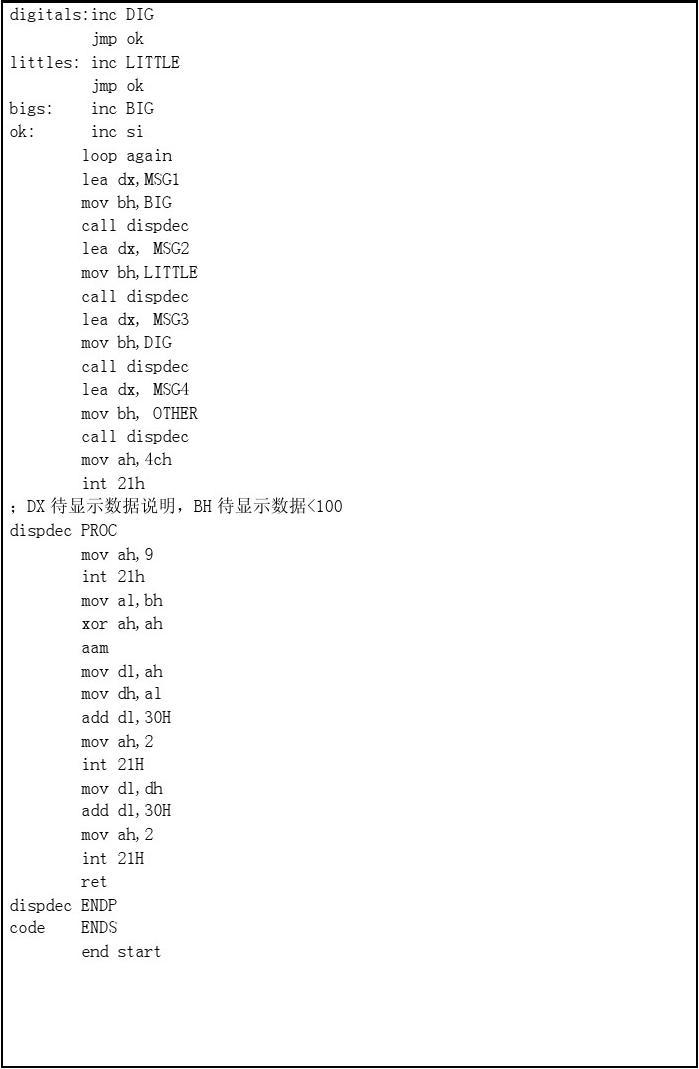 digitals:inc DIG
jmp ok
littles: inc LITTLE
jmp ok
bigs: inc BIG
ok: inc si
loop again
lea dx,MSG1
mov bh,BIG
call dispdec
lea dx, MSG2
mov bh,LITTLE
call dispdec
lea dx, MSG3
mov bh,DIG
call dispdec
lea dx, MSG4
mov bh, OTHER
call dispdec
mov ah,4ch
int 21h
；DX 待显示数据说明，BH 待显示数据<100
dispdec PROC
mov ah,9
int 21h
mov al,bh
xor ah,ah
aam
mov dl,ah
mov dh,al
add dl,30H
mov ah,2
int 21H
mov dl,dh
add dl,30H
mov ah,2
int 21H
ret
dispdec ENDP
code ENDS
end start